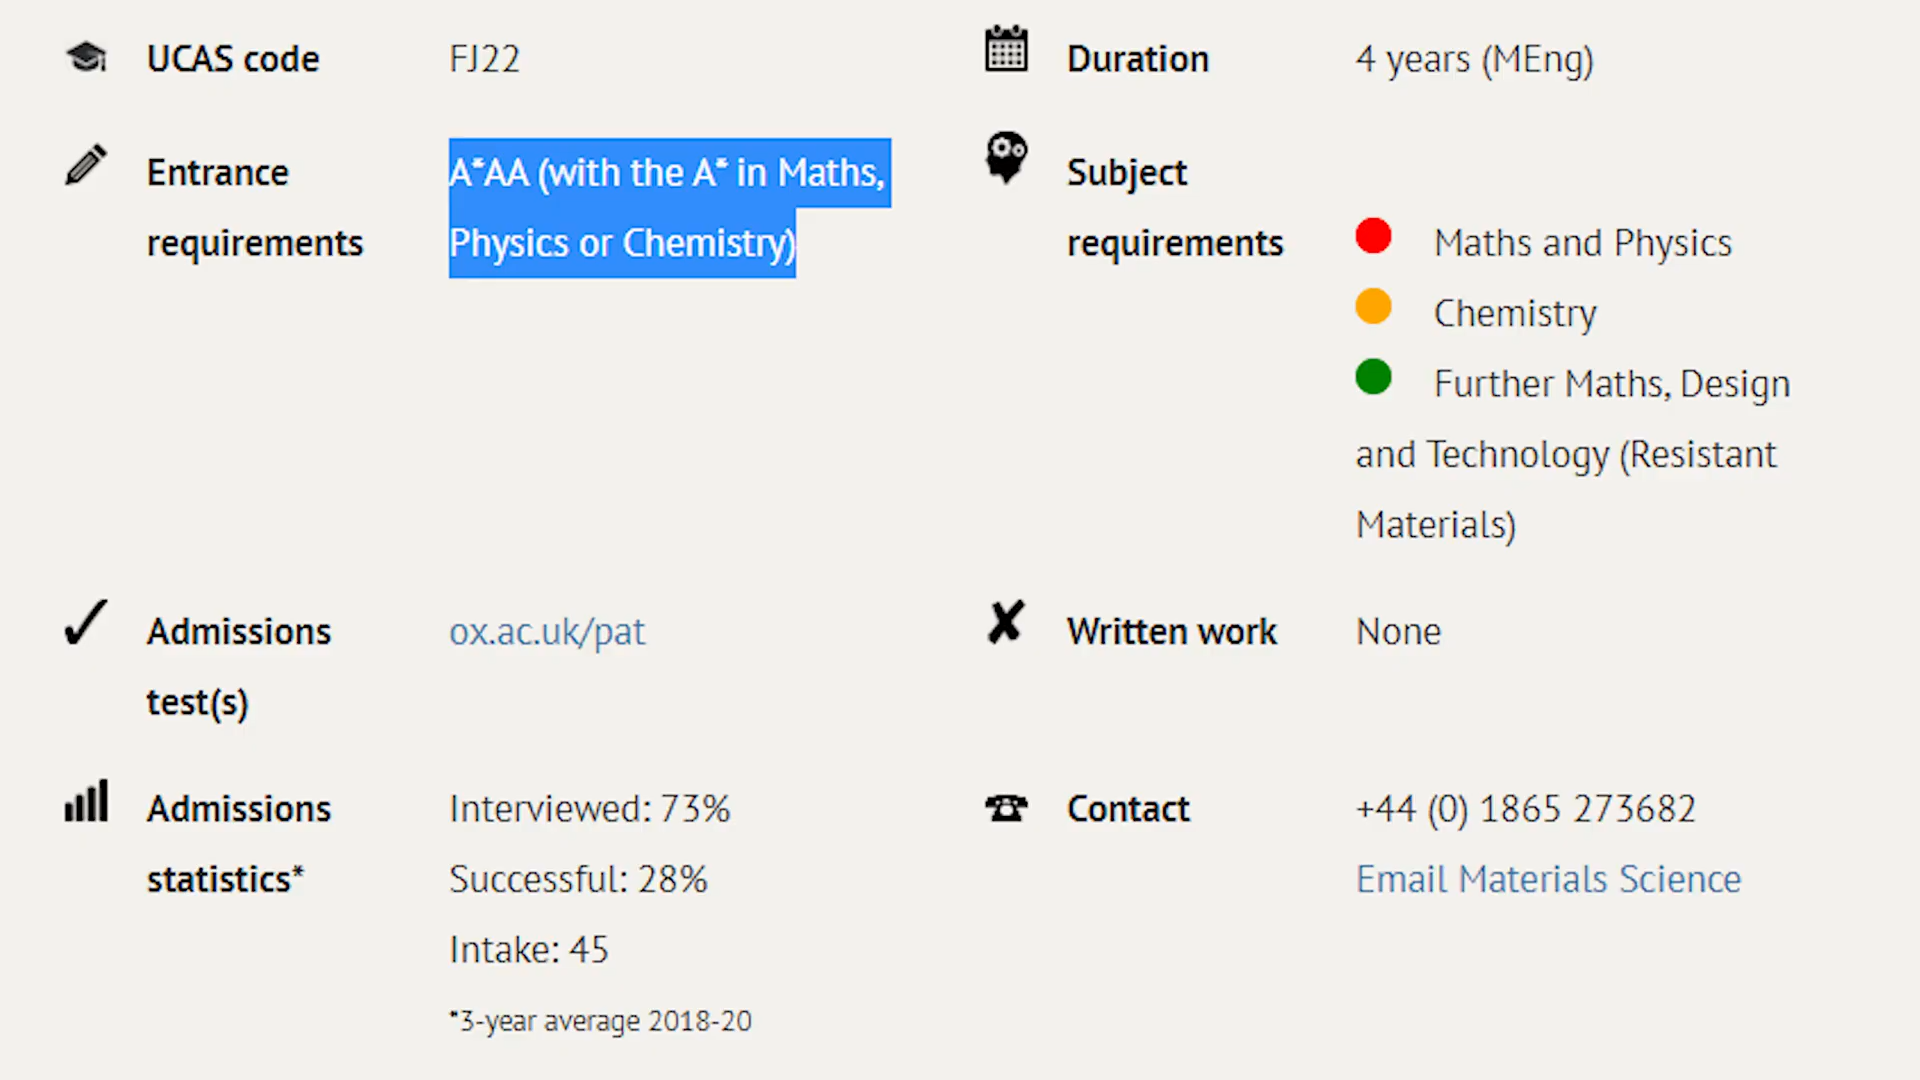 UCAS code
FJ22
Duration
4 years (MEng)
Entrance
requirements
A*AA (with the A* in Maths,
Physics or Chemistry)
Subject
requirements
Maths and Physics
Chemistry
Further Maths, Design
and Technology (Resistant
Materials)
Admissions
test(s)
ox.ac.uk/pat
Written work
None
Admissions
statistics*
Interviewed: 73%
Successful: 28%
Intake: 45
*3-year average 2018-20
Contact
+44 (0) 1865 273682
Email Materials Science